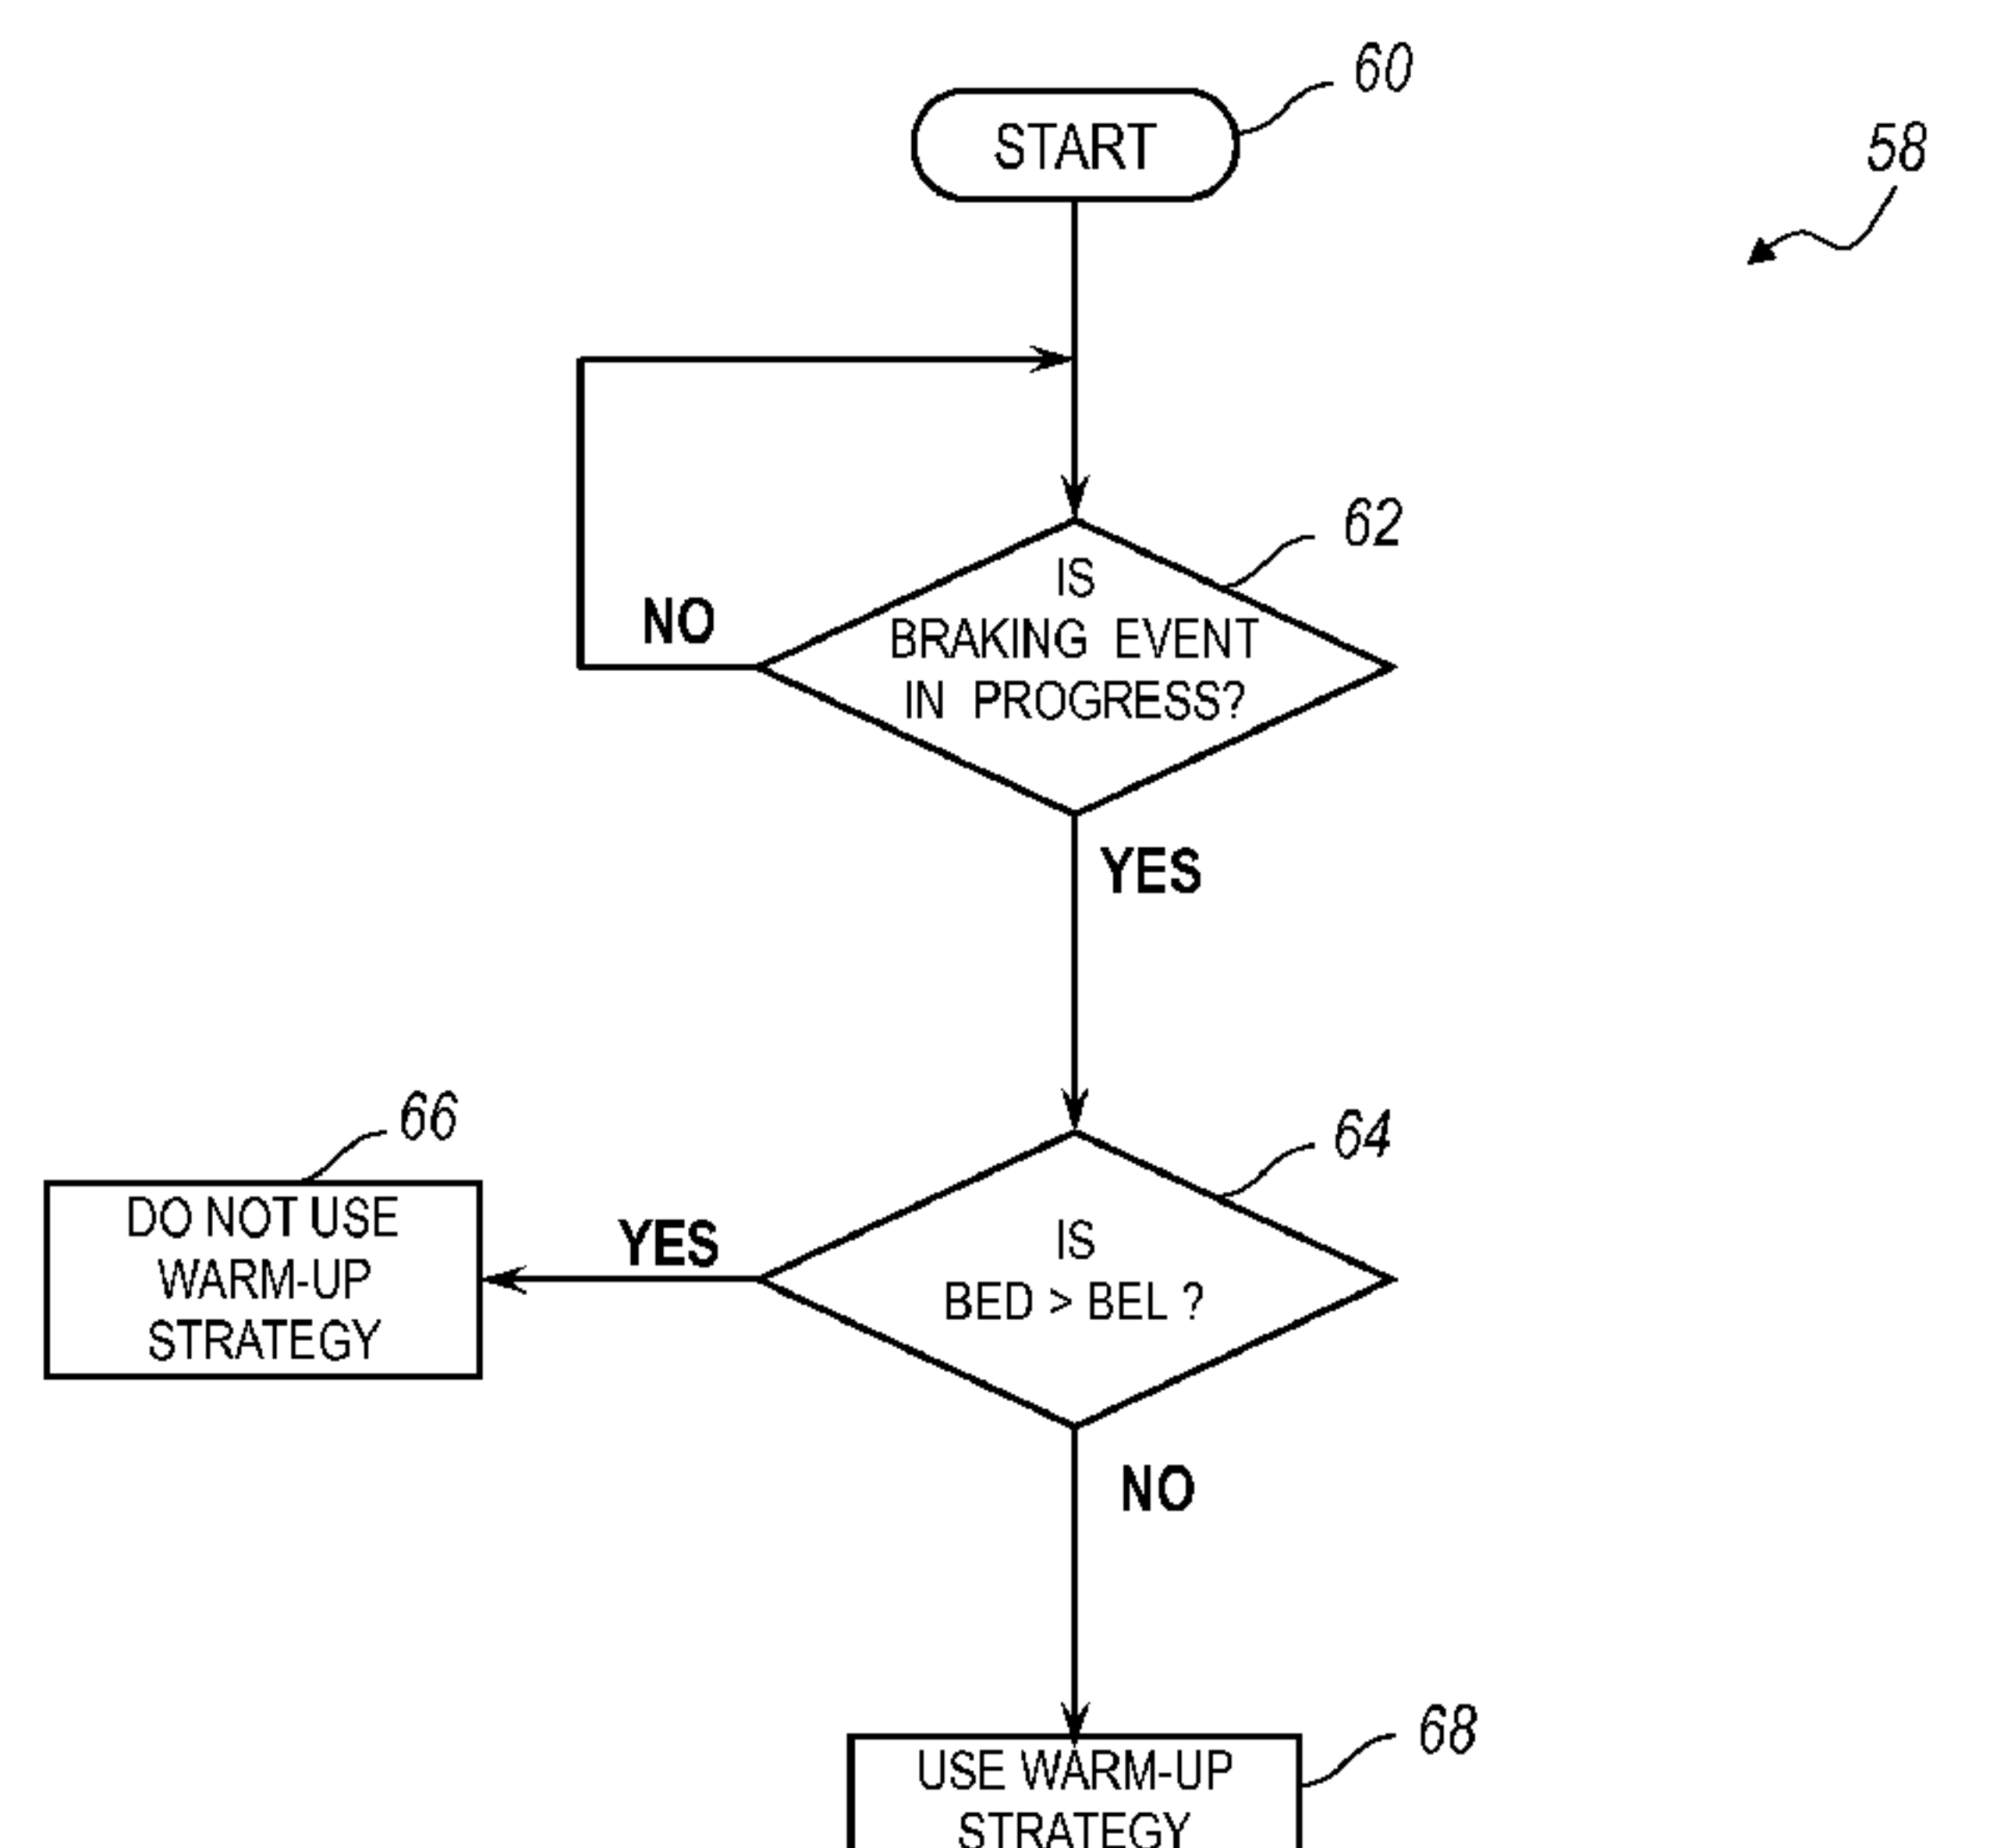 60
START
58
62
IS
BRAKING EVENT
IN PROGRESS?
NO
YES
66
64
DO NOT USE
WARM-UP
STRATEGY
YES
IS
BED > BEL ?
NO
68
USE WARM-UP
STRATEGY